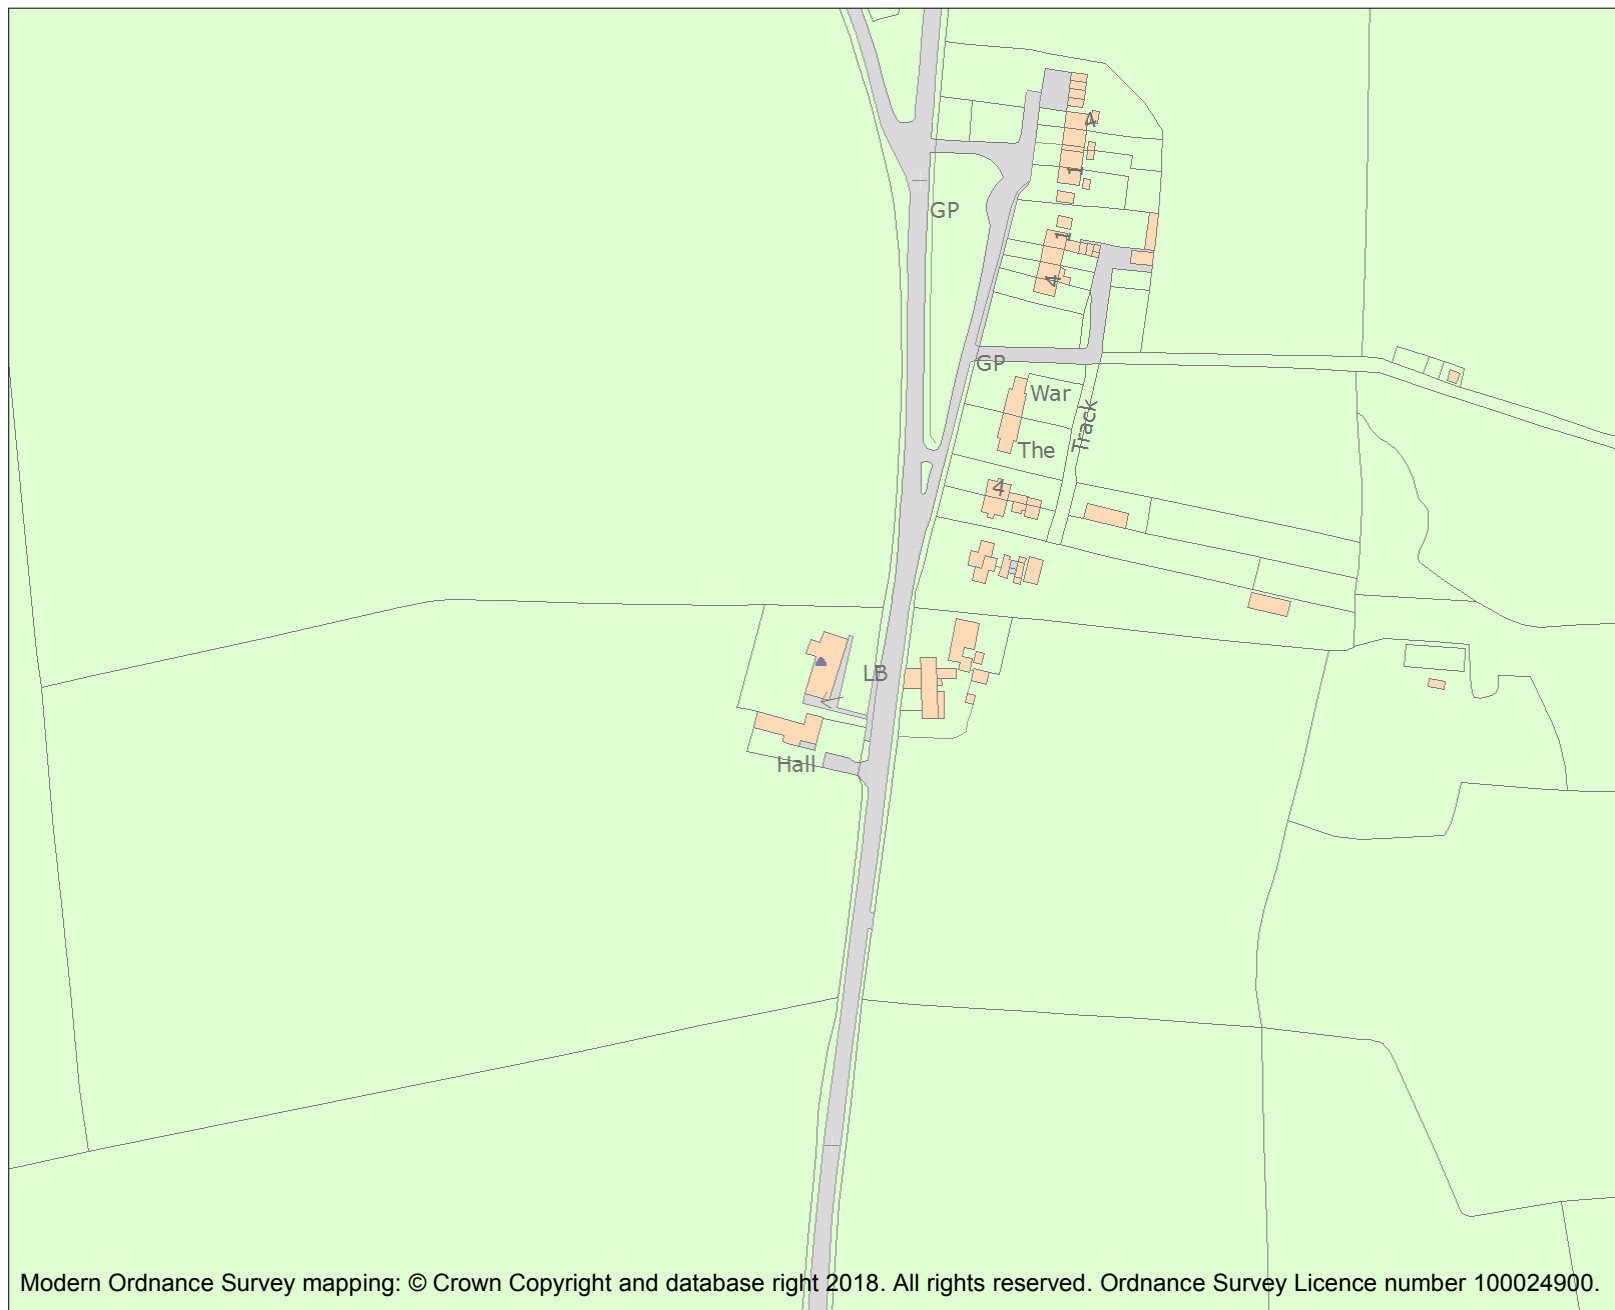 4
1
GP
1
4
GP
War
Track
The
4
LB
Hall
Modern Ordnance Survey mapping: © Crown Copyright and database right 2018. All rights reserved. Ordnance Survey Licence number 100024900.